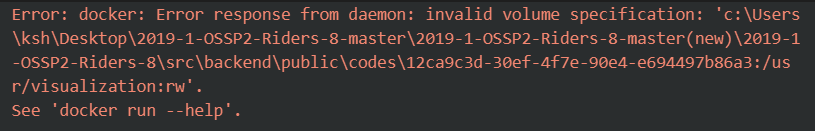 Error: docker: Error response from daemon: invalid volume specification: 'c:\Users
\ksh\Desktop\2019-1-OSSP2-Riders-8-master\2019-1-OSSP2-Riders-8-master(new)\2019-1
-OSSP2-Riders-8\src\backend\public\codes\12ca9c3d-30ef-4f7e-90e4-e694497b86a3:/us
r/visualization:rw'.
See 'docker run --help'.